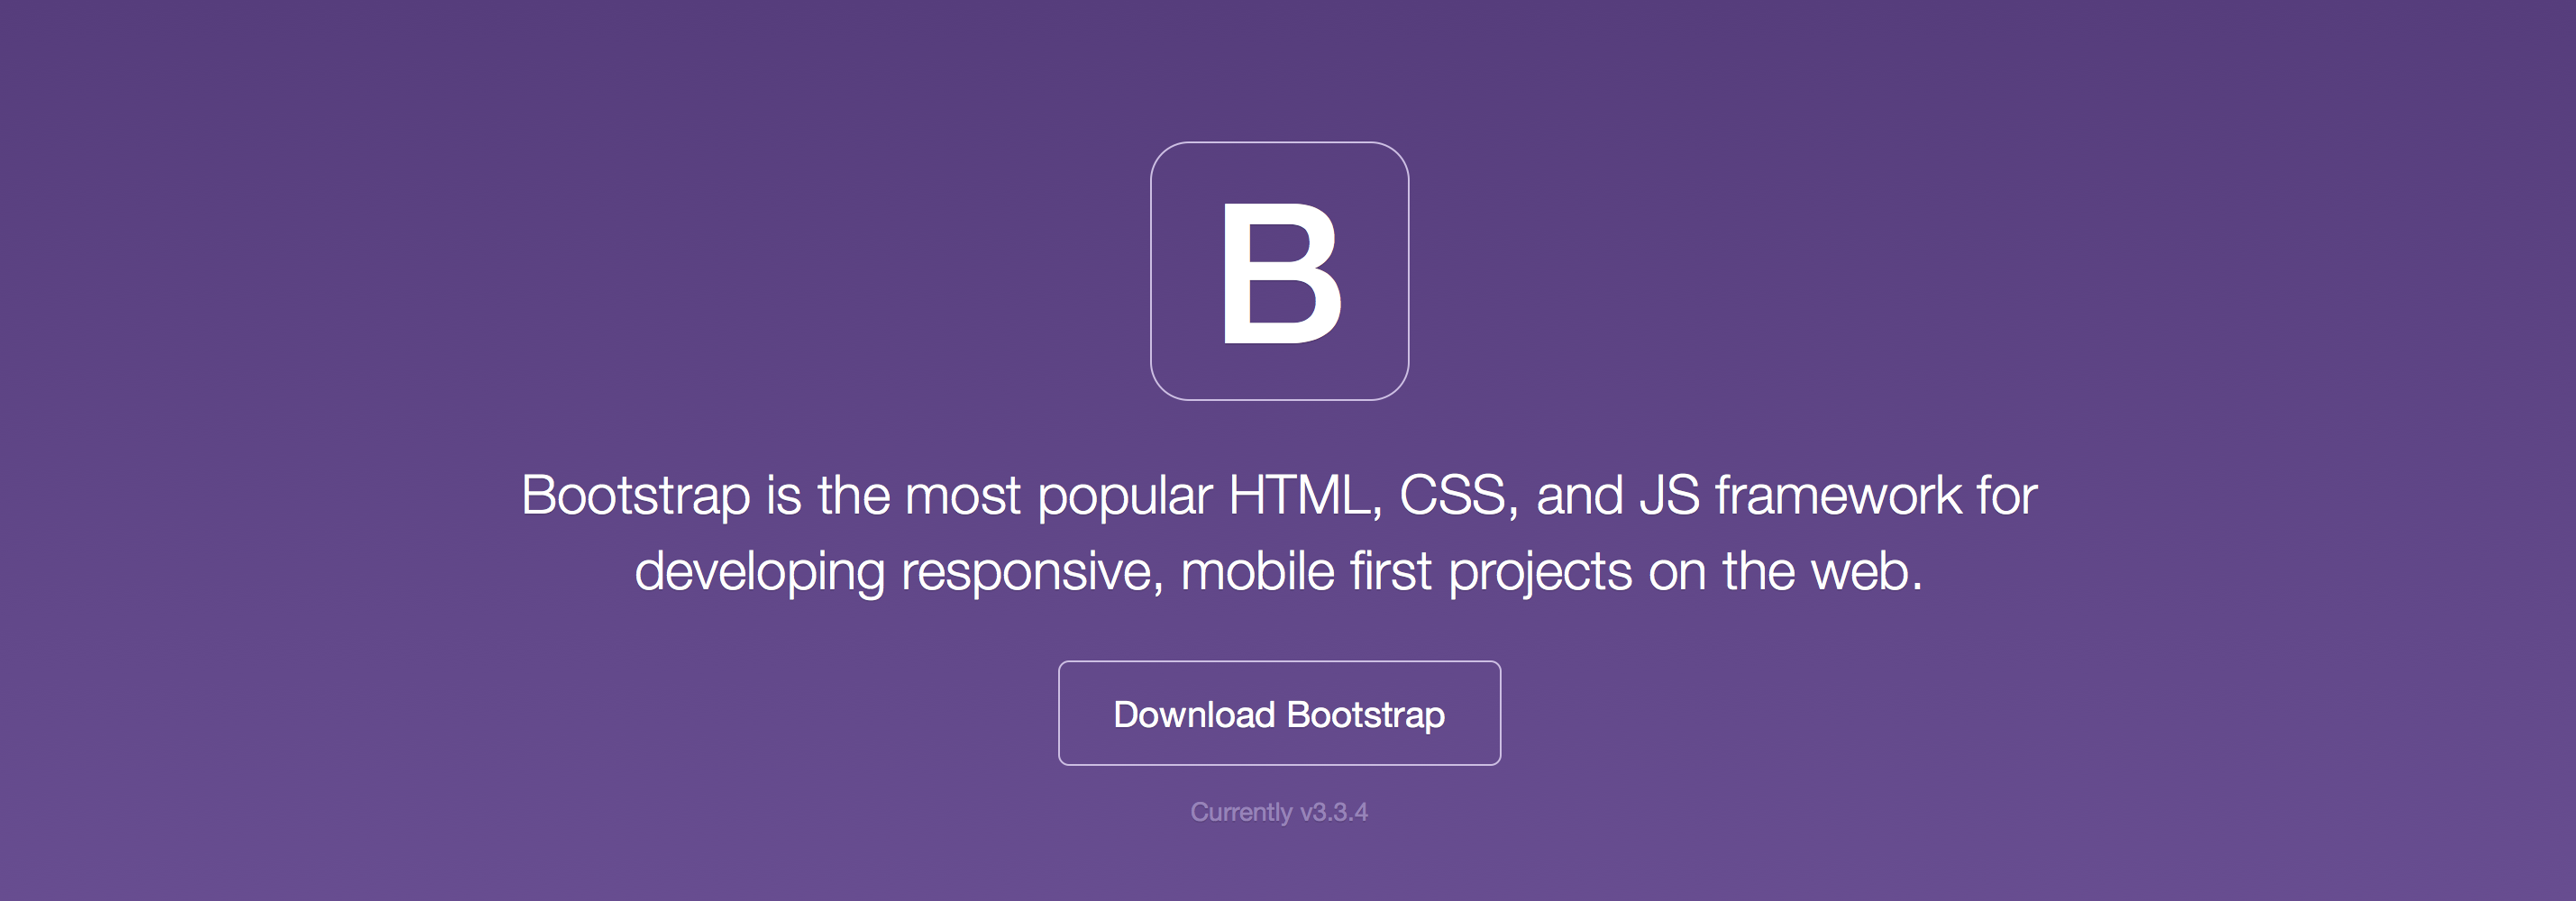 B
Bootstrap is the most popular HTML, CSS, and JS framework for
developing responsive, mobile first projects on the web.
Download Bootstrap
Currently v3.3.4